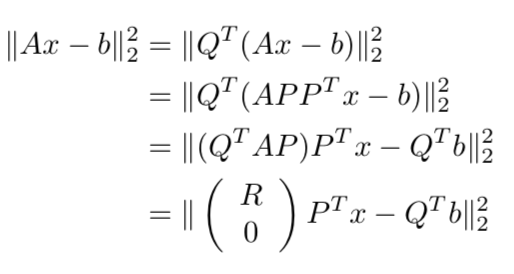 ‖Ax − b‖₂² = ‖Qᵀ(Ax − b)‖₂²
= ‖Qᵀ(APPᵀx − b)‖₂²
= ‖(QᵀAP)Pᵀx − Qᵀb‖₂²
= ‖ ( R
0 ) Pᵀx − Qᵀb‖₂²